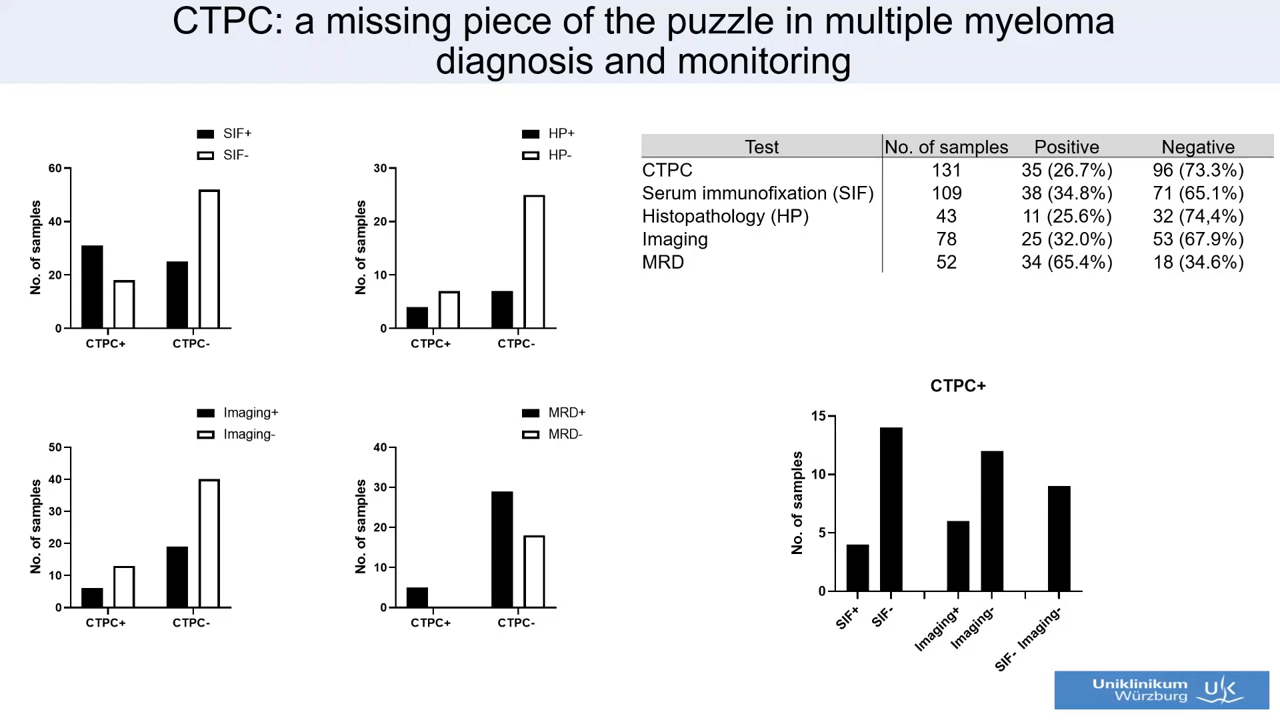 CTPC: a missing piece of the puzzle in multiple myeloma
diagnosis and monitoring
SIF+
SIF-
60
40
20
0
No. of samples
CTPC+ CTPC-
HP+
HP-
30
20
10
0
No. of samples
CTPC+ CTPC-
Test No. of samples Positive Negative
CTPC 131 35 (26.7%) 96 (73.3%)
Serum immunofixation (SIF) 109 38 (34.8%) 71 (65.1%)
Histopathology (HP) 43 11 (25.6%) 32 (74,4%)
Imaging 78 25 (32.0%) 53 (67.9%)
MRD 52 34 (65.4%) 18 (34.6%)
Imaging+
Imaging-
50
40
30
20
10
0
No. of samples
CTPC+ CTPC-
MRD+
MRD-
40
30
20
10
0
No. of samples
CTPC+ CTPC-
CTPC+
15
10
5
0
No. of samples
SIF+ SIF- Imaging+ Imaging- SIF- Imaging-
Uniklinikum
Würzburg UK